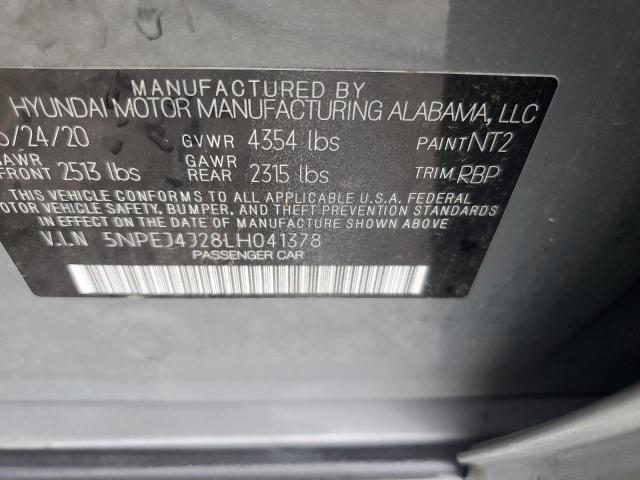 MANUFACTURED BY
HYUNDAI MOTOR MANUFACTURING ALABAMA, LLC
/24/20 GVWR 4354 lbs PAINT NT2
GAWR FRONT 2513 lbs GAWR REAR 2315 lbs TRIM RBP
THIS VEHICLE CONFORMS TO ALL APPLICABLE U.S.A. FEDERAL
MOTOR VEHICLE SAFETY, BUMPER, AND THEFT PREVENTION STANDARDS
IN EFFECT ON THE DATE OF MANUFACTURE SHOWN ABOVE
V.I.N 5NPEJ4J28LH041378
PASSENGER CAR